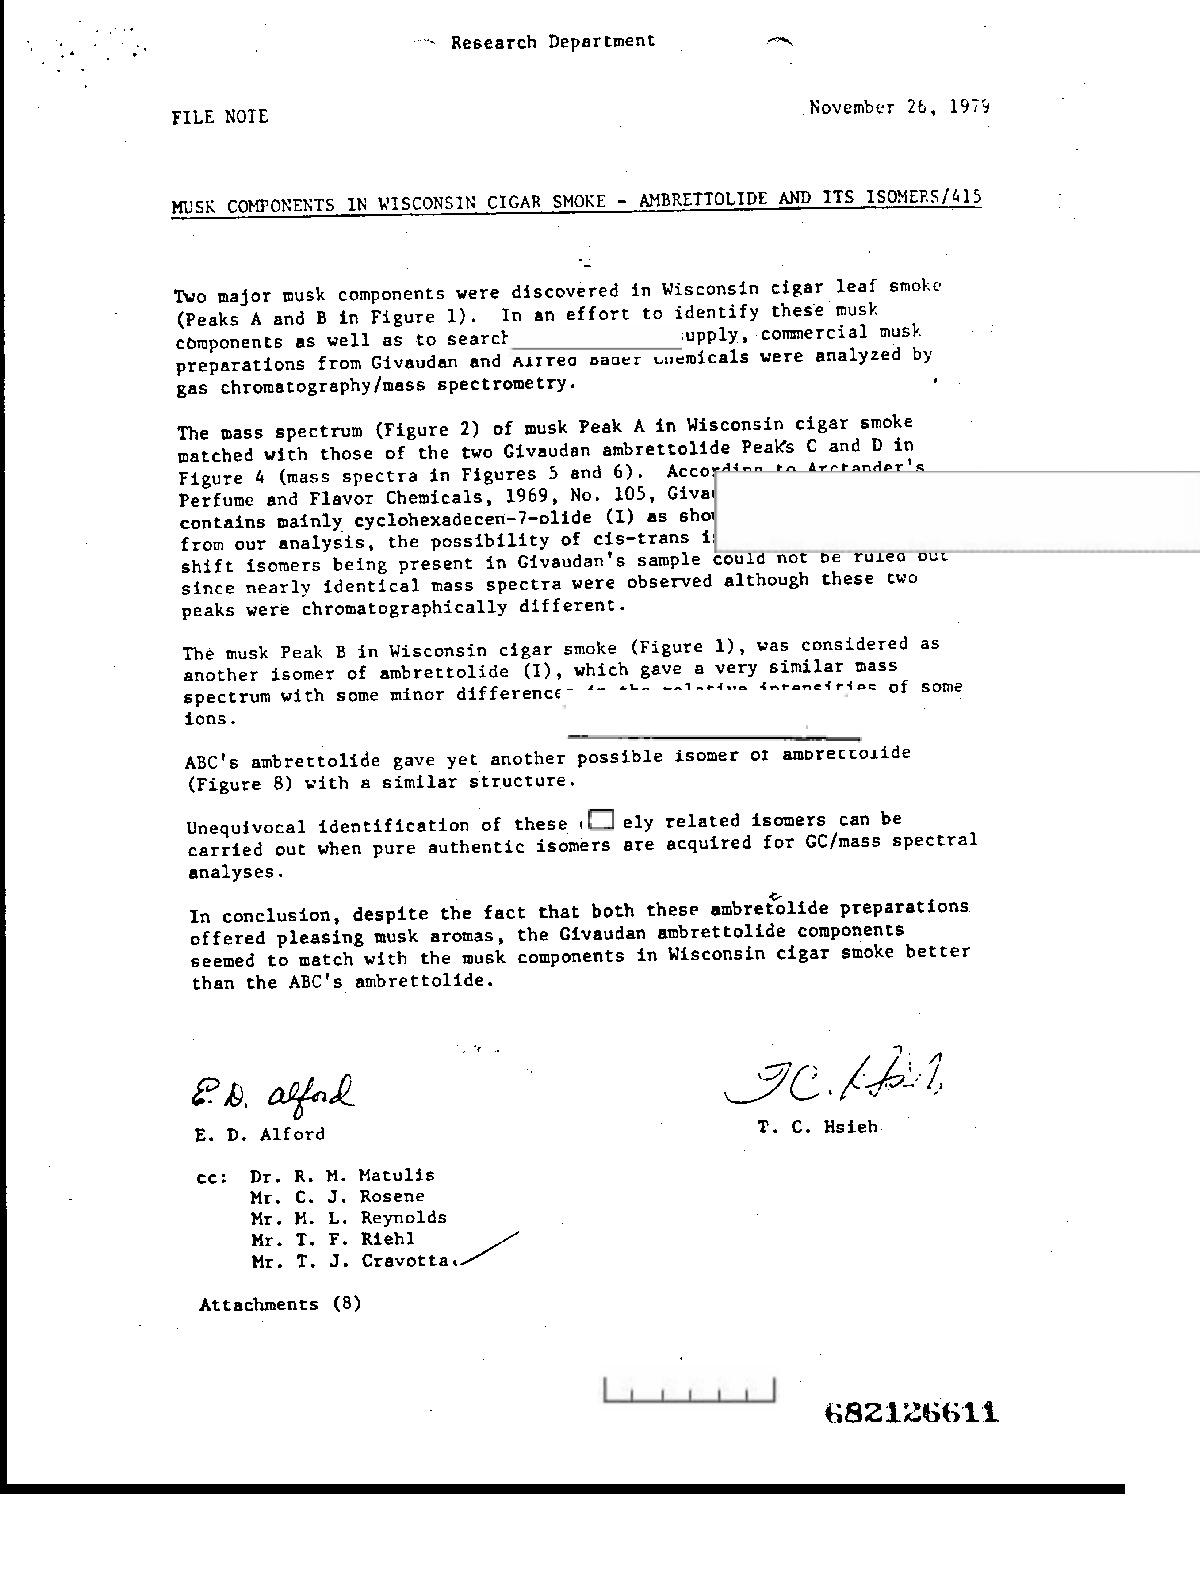 Research Department
FILE NOTE
November 26, 1979
MUSK COMPONENTS IN WISCONSIN CIGAR SMOKE - AMBRETTOLIDE AND ITS ISOMERS/415
Two major musk components were discovered in Wisconsin cigar leaf smoke
(Peaks A and B in Figure 1). In an effort to identify these musk
components as well as to search upply, commercial musk
preparations from Givaudan and Alfred Bader Chemicals were analyzed by
gas chromatography/mass spectrometry.
The mass spectrum (Figure 2) of musk Peak A in Wisconsin cigar smoke
matched with those of the two Givaudan ambrettolide Peaks C and D in
Figure 4 (mass spectra in Figures 5 and 6). According to Arctander's
Perfume and Flavor Chemicals, 1969, No. 105,
contains mainly cyclohexadecen-7-olide (I) as
from our analysis, the possibility of cis-trans
shift isomers being present in Givaudan's sample could not be ruled out
since nearly identical mass spectra were observed although these two
peaks were chromatographically different.
The musk Peak B in Wisconsin cigar smoke (Figure 1), was considered as
another isomer of ambrettolide (I), which gave a very similar mass
spectrum with some minor difference in the relative intensities of some
ions.
ABC's ambrettolide gave yet another possible isomer of ambrettolide
(Figure 8) with a similar structure.
Unequivocal identification of these ely related isomers can be
carried out when pure authentic isomers are acquired for GC/mass spectral
analyses.
In conclusion, despite the fact that both these ambretolide preparations
offered pleasing musk aromas, the Givaudan ambrettolide components
seemed to match with the musk components in Wisconsin cigar smoke better
than the ABC's ambrettolide.
E. D. Alford
T. C. Hsieh
E. D. Alford
T. C. Hsieh
cc: Dr. R. M. Matulis
Mr. C. J. Rosene
Mr. M. L. Reynolds
Mr. T. F. Riehl
Mr. T. J. Cravotta
Attachments (8)
682126611